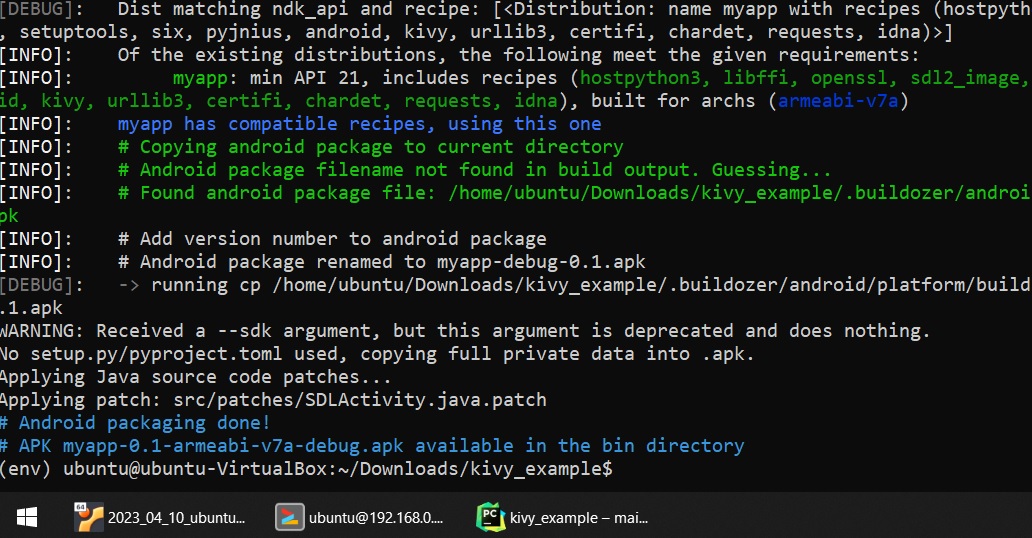 [DEBUG]:   Dist matching ndk_api and recipe: [<Distribution: name myapp with recipes (hostpyth
, setuptools, six, pyjnius, android, kivy, urllib3, certifi, chardet, requests, idna)>]
[INFO]:    Of the existing distributions, the following meet the given requirements:
[INFO]:         myapp: min API 21, includes recipes (hostpython3, libffi, openssl, sdl2_image,
id, kivy, urllib3, certifi, chardet, requests, idna), built for archs (armeabi-v7a)
[INFO]:    myapp has compatible recipes, using this one
[INFO]:    # Copying android package to current directory
[INFO]:    # Android package filename not found in build output. Guessing...
[INFO]:    # Found android package file: /home/ubuntu/Downloads/kivy_example/.buildozer/androi
pk
[INFO]:    # Add version number to android package
[INFO]:    # Android package renamed to myapp-debug-0.1.apk
[DEBUG]:   -> running cp /home/ubuntu/Downloads/kivy_example/.buildozer/android/platform/build
.1.apk
WARNING: Received a --sdk argument, but this argument is deprecated and does nothing.
No setup.py/pyproject.toml used, copying full private data into .apk.
Applying Java source code patches...
Applying patch: src/patches/SDLActivity.java.patch
# Android packaging done!
# APK myapp-0.1-armeabi-v7a-debug.apk available in the bin directory
(env) ubuntu@ubuntu-VirtualBox:~/Downloads/kivy_example$
64 2023_04_10_ubuntu... ubuntu@192.168.0.... PC kivy_example – mai...